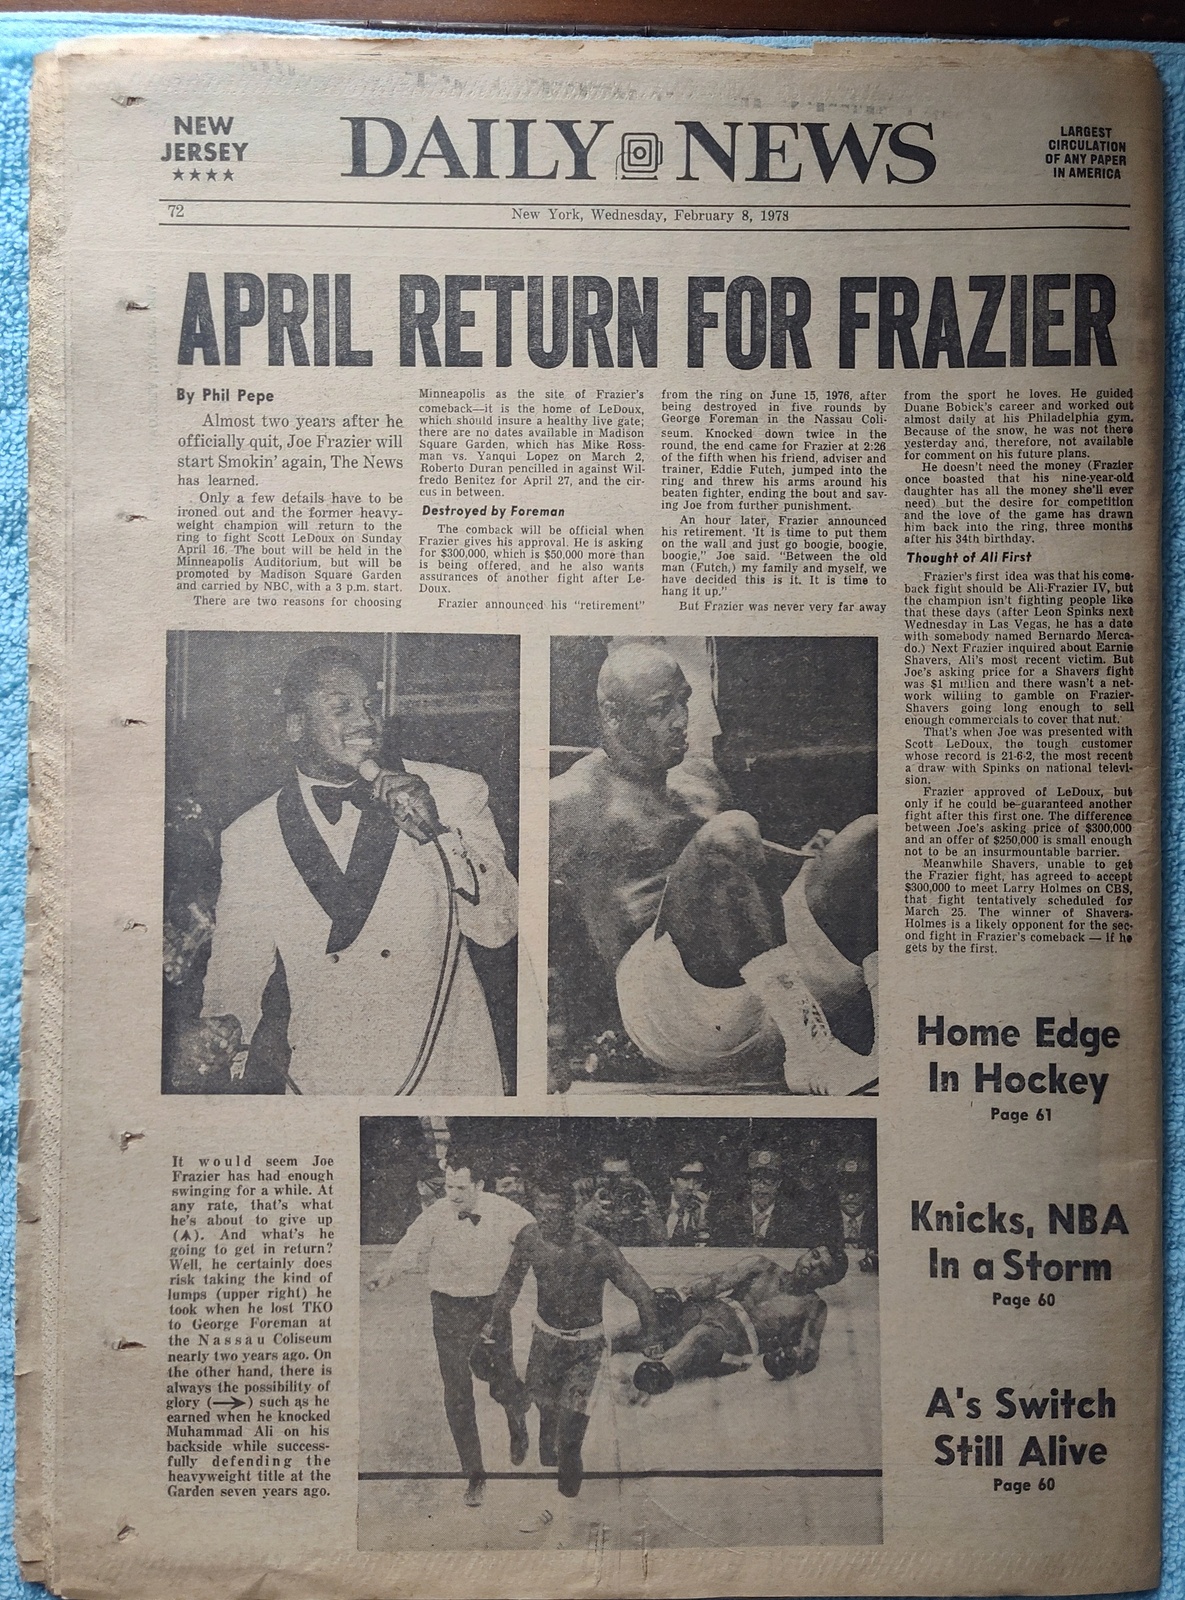 NEW
JERSEY
★★★★
DAILY NEWS
LARGEST
CIRCULATION
OF ANY PAPER
IN AMERICA
72
New York, Wednesday, February 8, 1978
APRIL RETURN FOR FRAZIER
By Phil Pepe
Almost two years after he
officially quit, Joe Frazier will
start Smokin' again, The News
has learned.
Only a few details have to be
ironed out and the former heavy-
weight champion will return to the
ring to fight Scott LeDoux on Sunday
April 16. The bout will be held in the
Minneapolis Auditorium, but will be
promoted by Madison Square Garden
and carried by NBC, with a 3 p.m. start.
There are two reasons for choosing
Minneapolis as the site of Frazier's
comeback—it is the home of LeDoux,
which should insure a healthy live gate;
there are no dates available in Madison
Square Garden, which has Mike Ross-
man vs. Yanqui Lopez on March 2,
Roberto Duran pencilled in against Wil-
fredo Benitez for April 27, and the cir-
cus in between.
Destroyed by Foreman
The comback will be official when
Frazier gives his approval. He is asking
for $300,000, which is $50,000 more than
is being offered, and he also wants
assurances of another fight after Le-
Doux.
Frazier announced his "retirement"
from the ring on June 15, 1976, after
being destroyed in five rounds by
George Foreman in the Nassau Coli-
seum. Knocked down twice in the
round, the end came for Frazier at 2:26
of the fifth when his friend, adviser and
trainer, Eddie Futch, jumped into the
ring and threw his arms around his
beaten fighter, ending the bout and sav-
ing Joe from further punishment.
An hour later, Frazier announced
his retirement. 'It is time to put them
on the wall and just go boogie, boogie,
boogie," Joe said. "Between the old
man (Futch,) my family and myself, we
have decided this is it. It is time to
hang it up."
But Frazier was never very far away
from the sport he loves. He guided
Duane Bobick's career and worked out
almost daily at his Philadelphia gym.
Because of the snow, he was not there
yesterday and, therefore, not available
for comment on his future plans.
He doesn't need the money (Frazier
once boasted that his nine-year-old
daughter has all the money she'll ever
need) but the desire for competition
and the love of the game has drawn
him back into the ring, three months
after his 34th birthday.
Thought of Ali First
Frazier's first idea was that his come-
back fight should be Ali-Frazier IV, but
the champion isn't fighting people like
that these days (after Leon Spinks next
Wednesday in Las Vegas, he has a date
with somebody named Bernardo Merca-
do.) Next Frazier inquired about Earnie
Shavers, Ali's most recent victim. But
Joe's asking price for a Shavers fight
was $1 million and there wasn't a net-
work willing to gamble on Frazier-
Shavers going long enough to sell
enough commercials to cover that nut.
That's when Joe was presented with
Scott LeDoux, the tough customer
whose record is 21-6-2, the most recent
a draw with Spinks on national televi-
sion.
Frazier approved of LeDoux, but
only if he could be guaranteed another
fight after this first one. The difference
between Joe's asking price of $300,000
and an offer of $250,000 is small enough
not to be an insurmountable barrier.
Meanwhile Shavers, unable to get
the Frazier fight, has agreed to accept
$300,000 to meet Larry Holmes on CBS,
that fight tentatively scheduled for
March 25. The winner of Shavers-
Holmes is a likely opponent for the sec-
ond fight in Frazier's comeback — if he
gets by the first.
It would seem Joe
Frazier has had enough
swinging for a while. At
any rate, that's what
he's about to give up
(↑). And what's he
going to get in return?
Well, he certainly does
risk taking the kind of
lumps (upper right) he
took when he lost TKO
to George Foreman at
the Nassau Coliseum
nearly two years ago. On
the other hand, there is
always the possibility of
glory (→) such as he
earned when he knocked
Muhammad Ali on his
backside while success-
fully defending the
heavyweight title at the
Garden seven years ago.
Home Edge
In Hockey
Page 61
Knicks, NBA
In a Storm
Page 60
A's Switch
Still Alive
Page 60